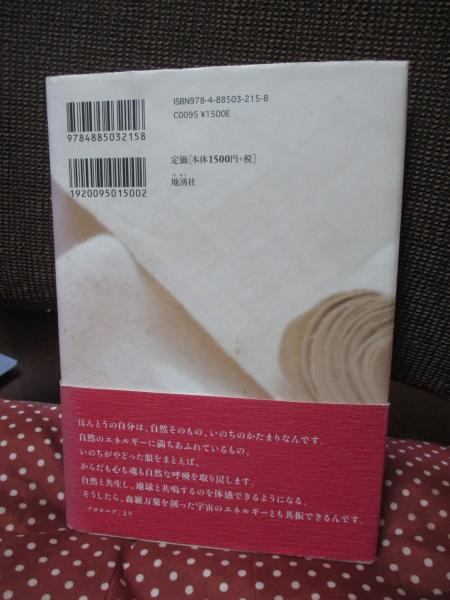 ISBN978-4-88503-215-8
C0095 ¥1500E
9784885032158
定価[本体1500円+税]
ぢゆう
地湧社
1920095015002
ほんとうの自分は、自然そのもの、いのちのかたまりなんです。
自然のエネルギーに満ちあふれているもの、
いのちがやどった服をまとえば、
からだも心も魂も自然な呼吸を取り戻します。
自然と共生し、地球と共鳴するのを体感できるようになる。
そうしたら、森羅万象を創った宇宙のエネルギーとも共振できるんです。
プロローグより